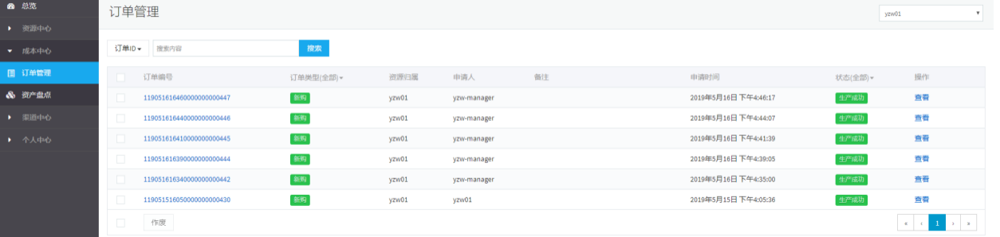 总览
资源中心
成本中心
订单管理
资产盘点
渠道中心
个人中心
订单管理
yzw01
订单ID 搜索内容 搜索
订单编号 订单类型(全部) 资源归属 申请人 备注 申请时间 状态(全部) 操作
119051616460000000000447 新购 yzw01 yzw-manager 2019年5月16日 下午4:46:17 生产成功 查看
119051616440000000000446 新购 yzw01 yzw-manager 2019年5月16日 下午4:44:07 生产成功 查看
119051616410000000000445 新购 yzw01 yzw-manager 2019年5月16日 下午4:41:39 生产成功 查看
119051616390000000000444 新购 yzw01 yzw-manager 2019年5月16日 下午4:39:05 生产成功 查看
119051616340000000000442 新购 yzw01 yzw-manager 2019年5月16日 下午4:35:00 生产成功 查看
119051516050000000000430 新购 yzw01 yzw01 2019年5月15日 下午4:05:36 生产成功 查看
作废
« ‹ 1 › »